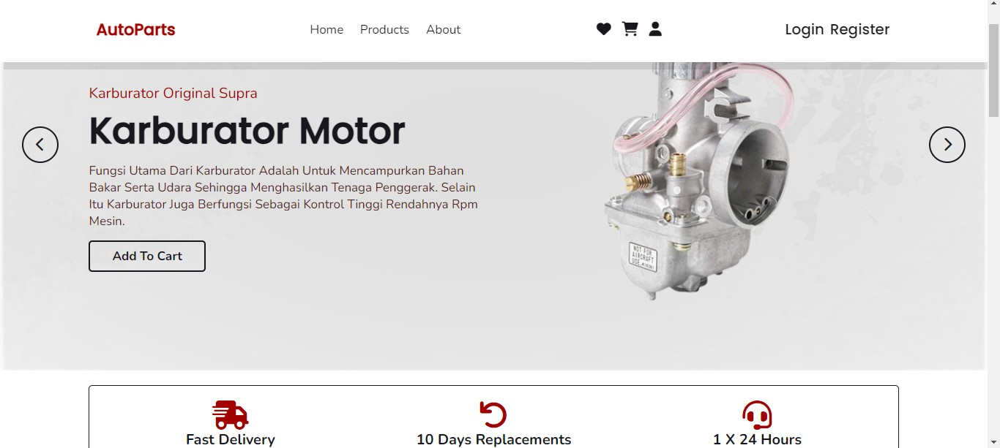 AutoParts
Home Products About
Login Register
Karburator Original Supra
Karburator Motor
Fungsi Utama Dari Karburator Adalah Untuk Mencampurkan Bahan
Bakar Serta Udara Sehingga Menghasilkan Tenaga Penggerak. Selain
Itu Karburator Juga Berfungsi Sebagai Kontrol Tinggi Rendahnya Rpm
Mesin.
Add To Cart
NOT FOR
AIRCRAFT
USE
Fast Delivery
10 Days Replacements
1 X 24 Hours